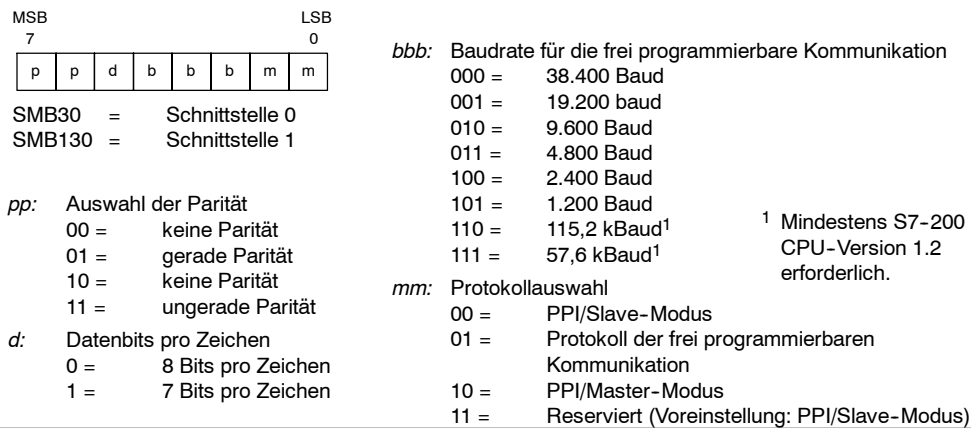 MSB LSB
7 0
p p d b b b m m
SMB30 = Schnittstelle 0
SMB130 = Schnittstelle 1
pp: Auswahl der Parität
00 = keine Parität
01 = gerade Parität
10 = keine Parität
11 = ungerade Parität
d: Datenbits pro Zeichen
0 = 8 Bits pro Zeichen
1 = 7 Bits pro Zeichen
bbb: Baudrate für die frei programmierbare Kommunikation
000 = 38.400 Baud
001 = 19.200 baud
010 = 9.600 Baud
011 = 4.800 Baud
100 = 2.400 Baud
101 = 1.200 Baud
110 = 115,2 kBaud¹
111 = 57,6 kBaud¹
¹ Mindestens S7-200
CPU-Version 1.2
erforderlich.
mm: Protokollauswahl
00 = PPI/Slave-Modus
01 = Protokoll der frei programmierbaren
Kommunikation
10 = PPI/Master-Modus
11 = Reserviert (Voreinstellung: PPI/Slave-Modus)